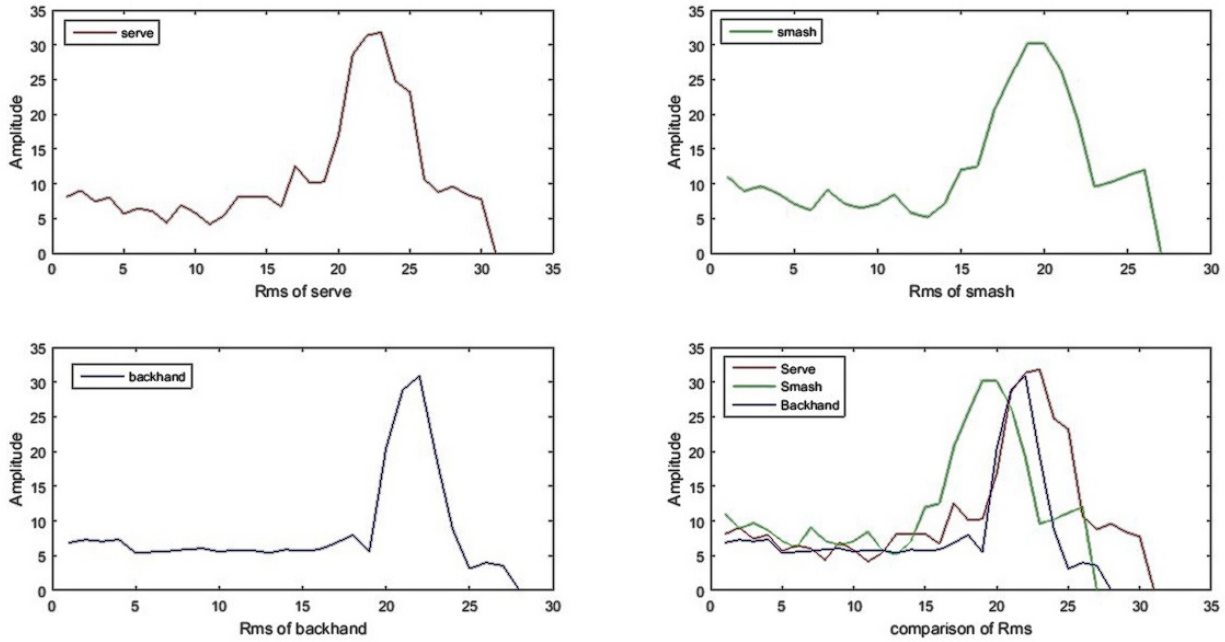 35
30
25
20
15
10
5
0
Amplitude
serve
0 5 10 15 20 25 30 35
Rms of serve
35
30
25
20
15
10
5
0
Amplitude
smash
0 5 10 15 20 25 30
Rms of smash
35
30
25
20
15
10
5
0
Amplitude
backhand
0 5 10 15 20 25 30
Rms of backhand
35
30
25
20
15
10
5
0
Amplitude
Serve
Smash
Backhand
0 5 10 15 20 25 30 35
comparison of Rms